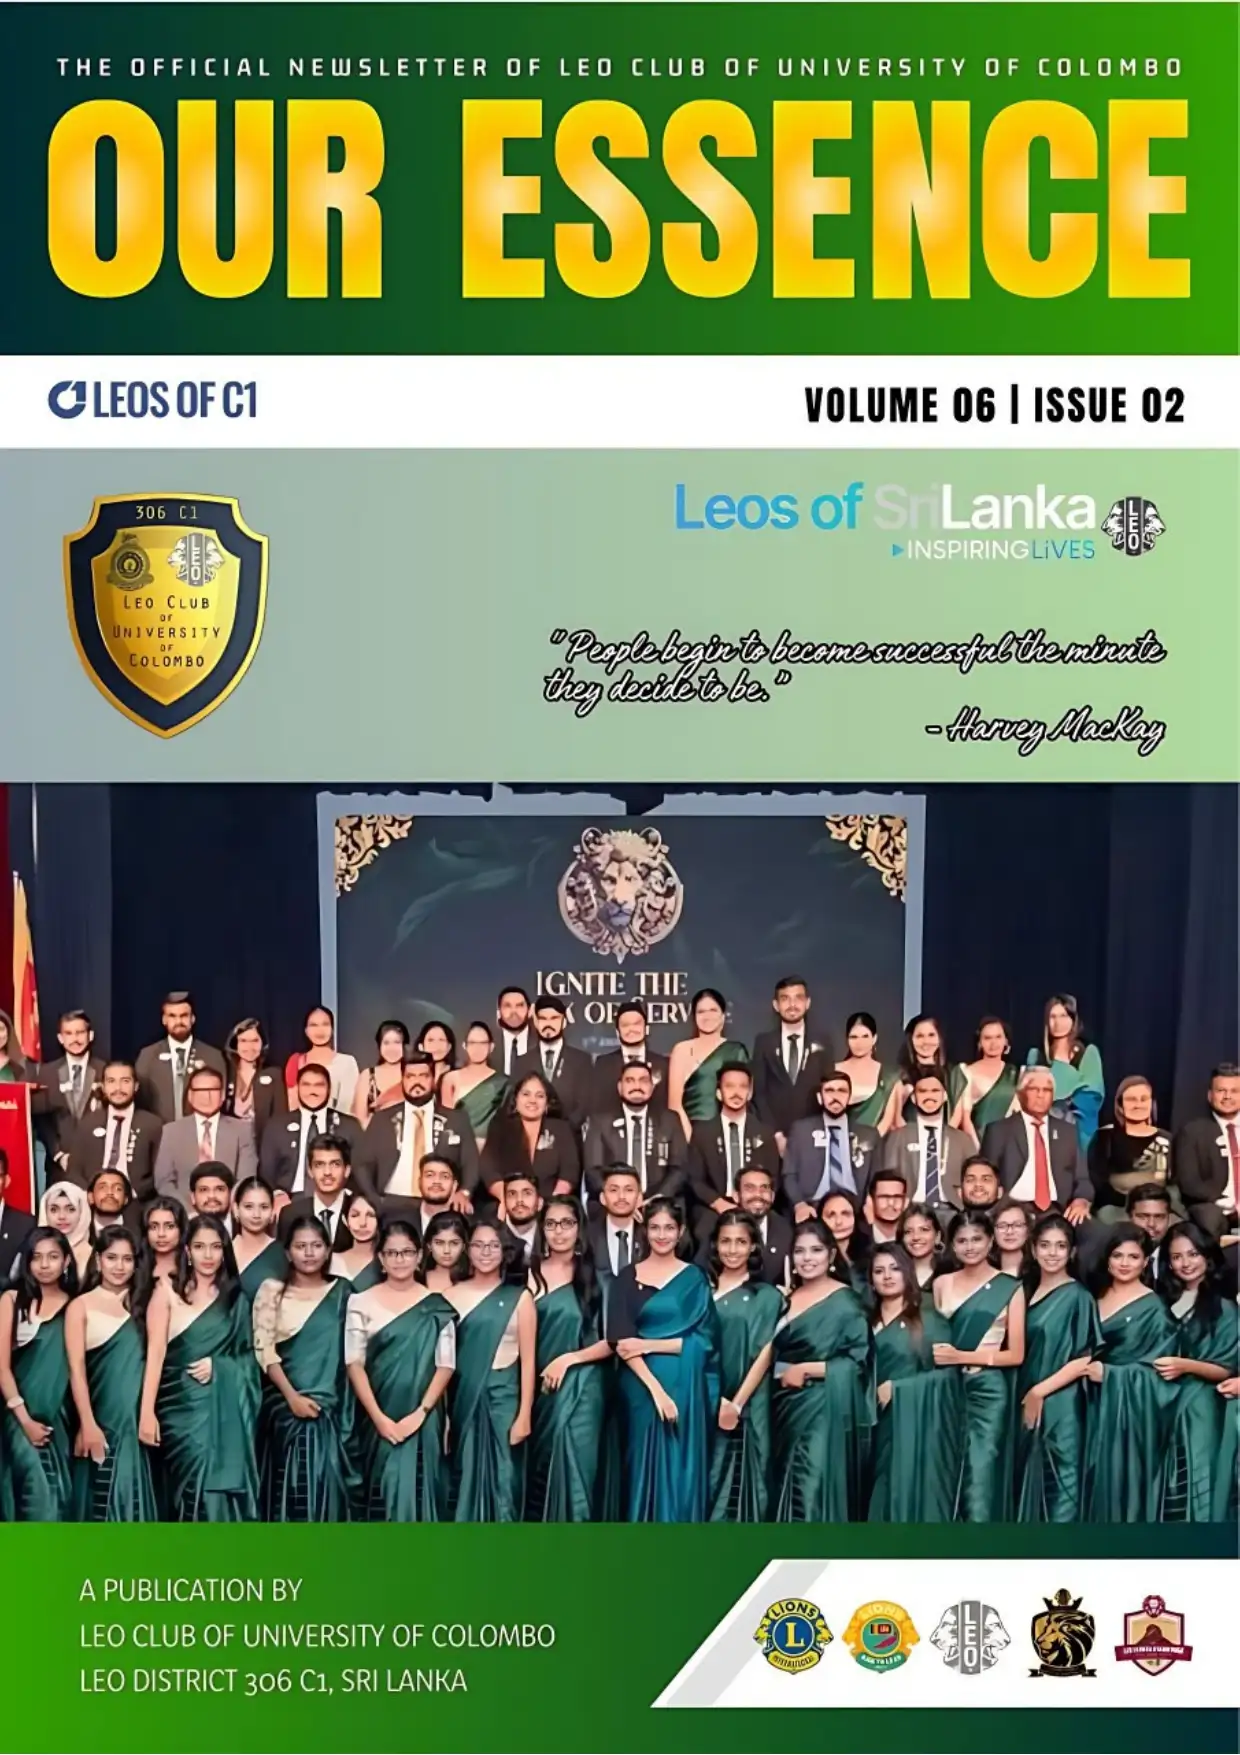 THE OFFICIAL NEWSLETTER OF LEO CLUB OF UNIVERSITY OF COLOMBO
OUR ESSENCE
LEOS OF C1
VOLUME 06 | ISSUE 02
306 C1
LEO
LEO CLUB
OF
UNIVERSITY
OF
COLOMBO
Leos of SriLanka
INSPIRING LiVES
LEO
"People begin to become successful the minute
they decide to be."
- Harvey MacKay
IGNITE THE
OF SERV
A PUBLICATION BY
LEO CLUB OF UNIVERSITY OF COLOMBO
LEO DISTRICT 306 C1, SRI LANKA
LIONS
L
INTERNATIONAL
LIONS
LEO